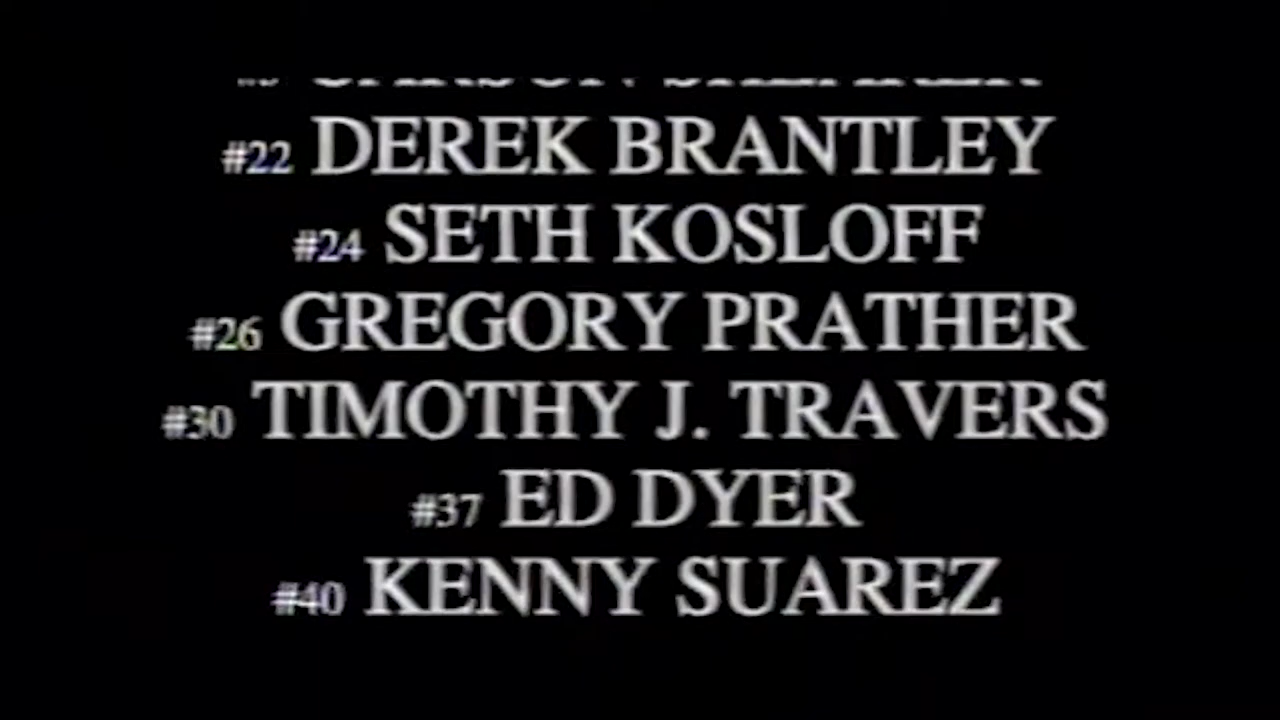 #22 DEREK BRANTLEY
#24 SETH KOSLOFF
#26 GREGORY PRATHER
#30 TIMOTHY J. TRAVERS
#37 ED DYER
#40 KENNY SUAREZ